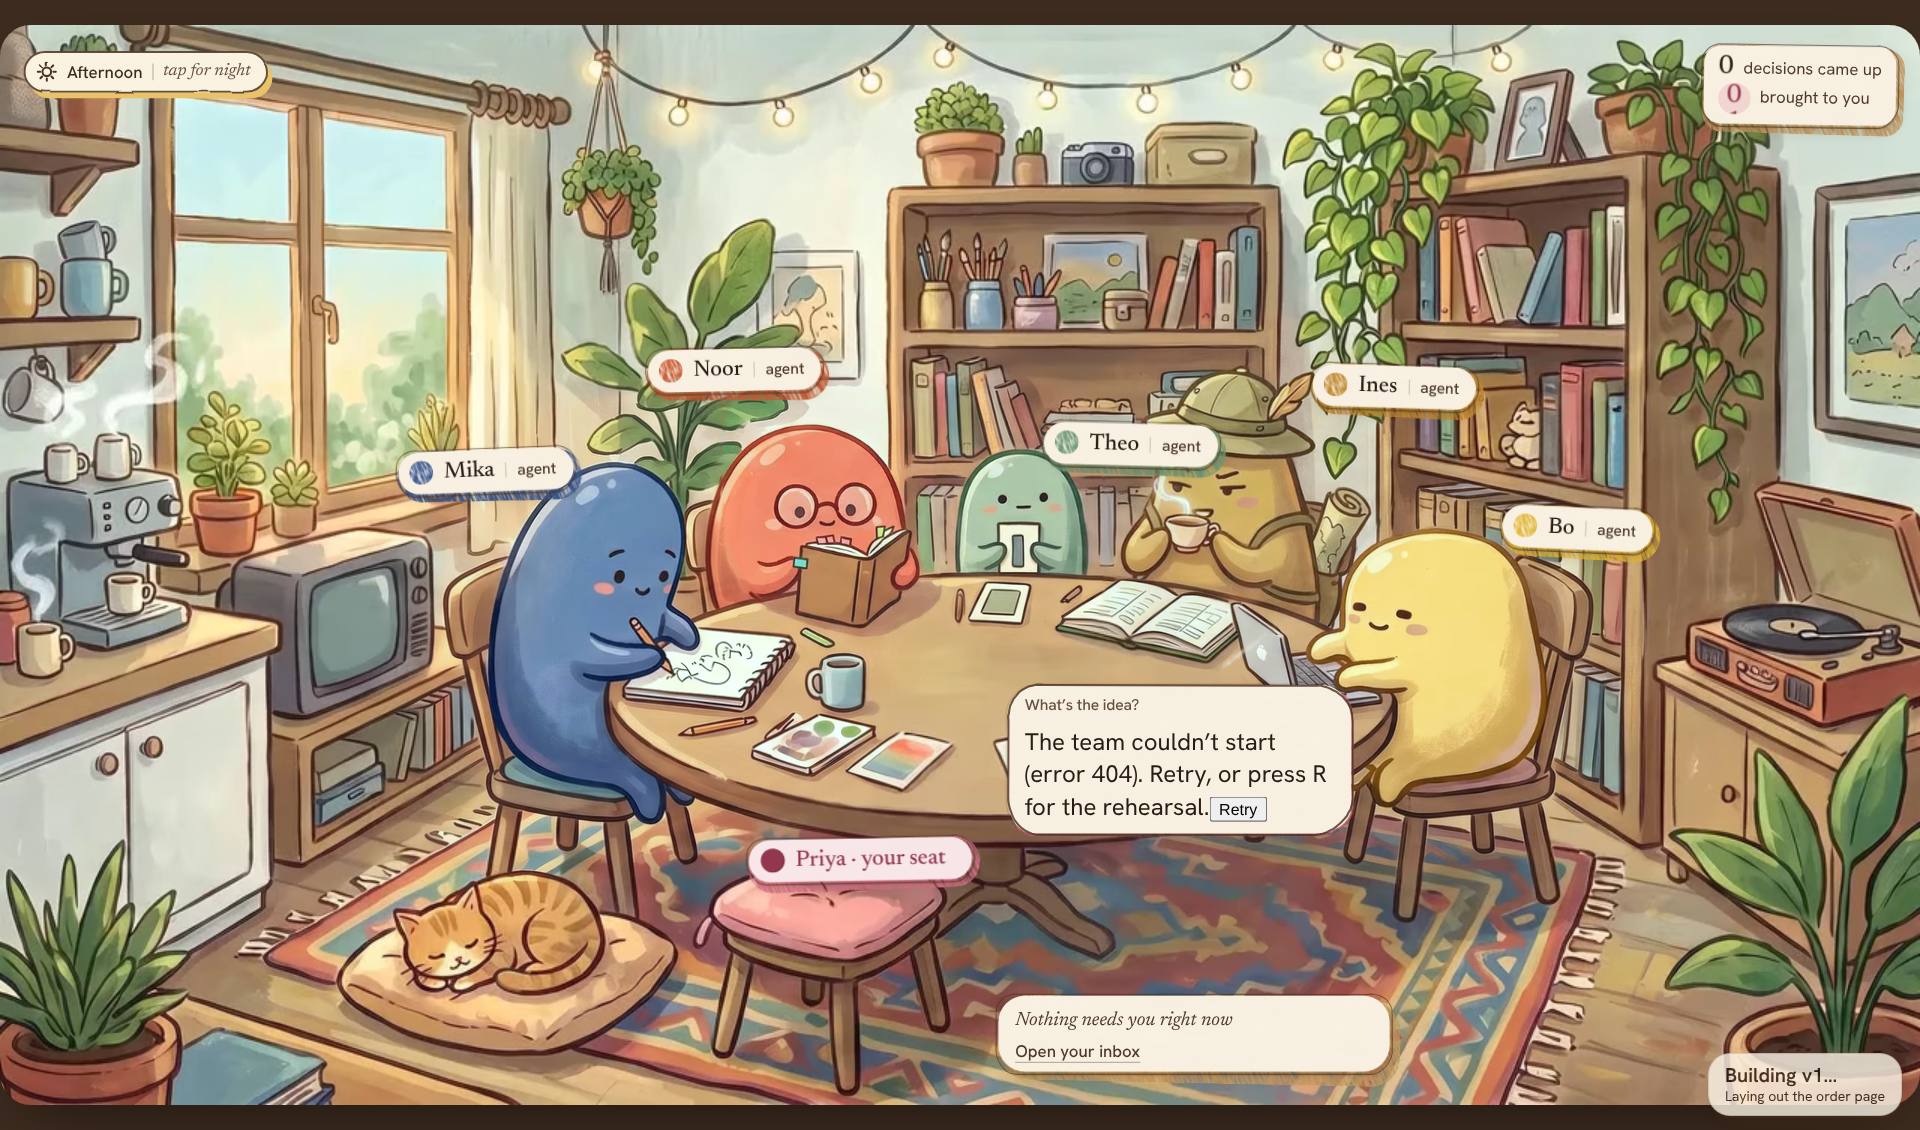 Afternoon | tap for night
0 decisions came up
0 brought to you
Noor | agent
Ines | agent
Theo | agent
Mika | agent
Bo | agent
What’s the idea?
The team couldn’t start
(error 404). Retry, or press R
for the rehearsal. Retry
Priya · your seat
Nothing needs you right now
Open your inbox
Building v1...
Laying out the order page